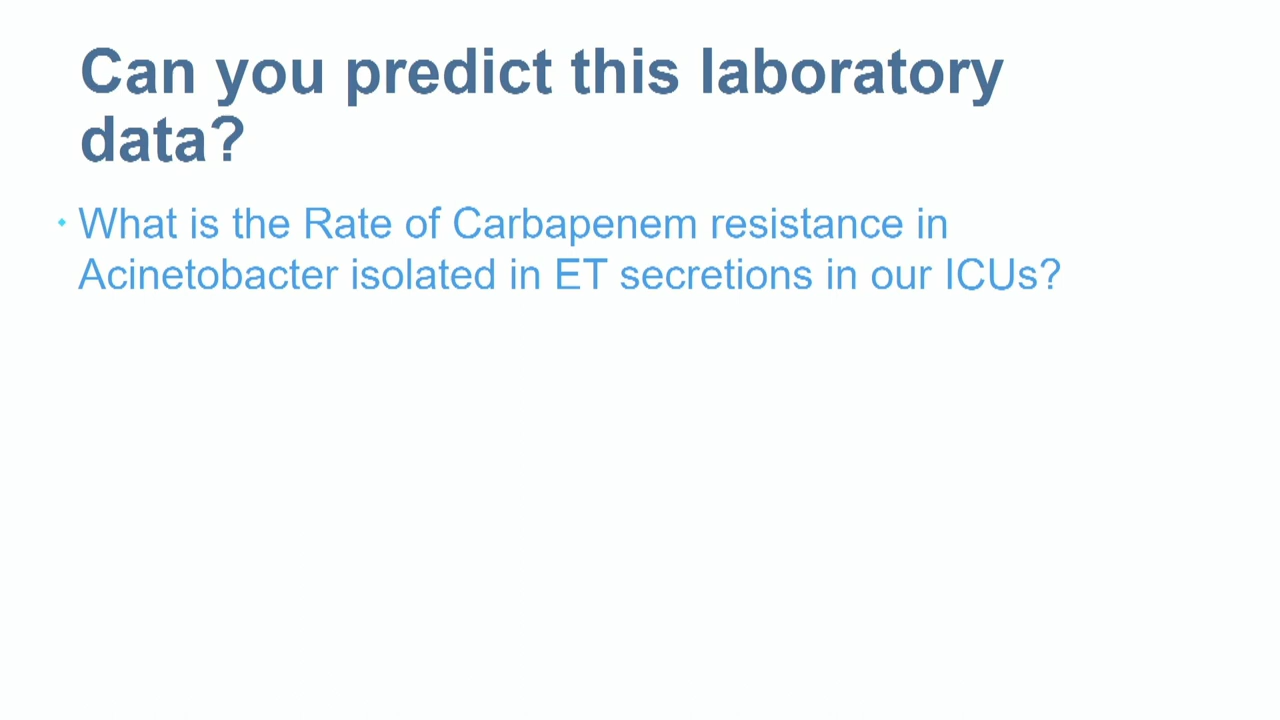 Can you predict this laboratory
data?
What is the Rate of Carbapenem resistance in
Acinetobacter isolated in ET secretions in our ICUs?